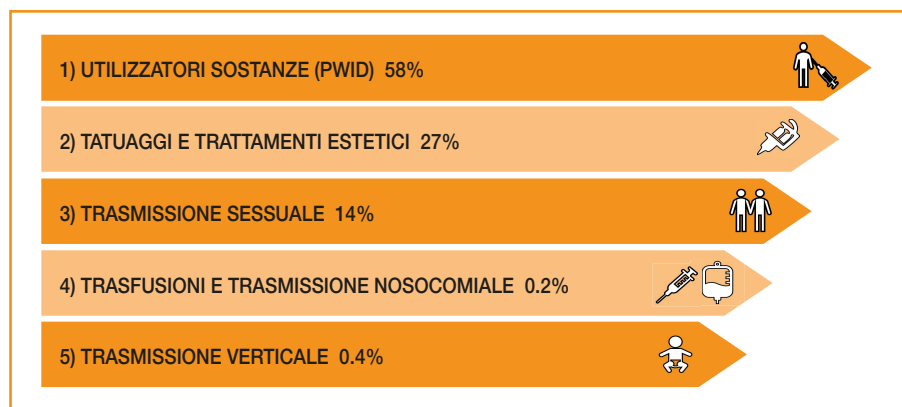 1) UTILIZZATORI SOSTANZE (PWID) 58%
2) TATUAGGI E TRATTAMENTI ESTETICI 27%
3) TRASMISSIONE SESSUALE 14%
4) TRASFUSIONI E TRASMISSIONE NOSOCOMIALE 0.2%
5) TRASMISSIONE VERTICALE 0.4%